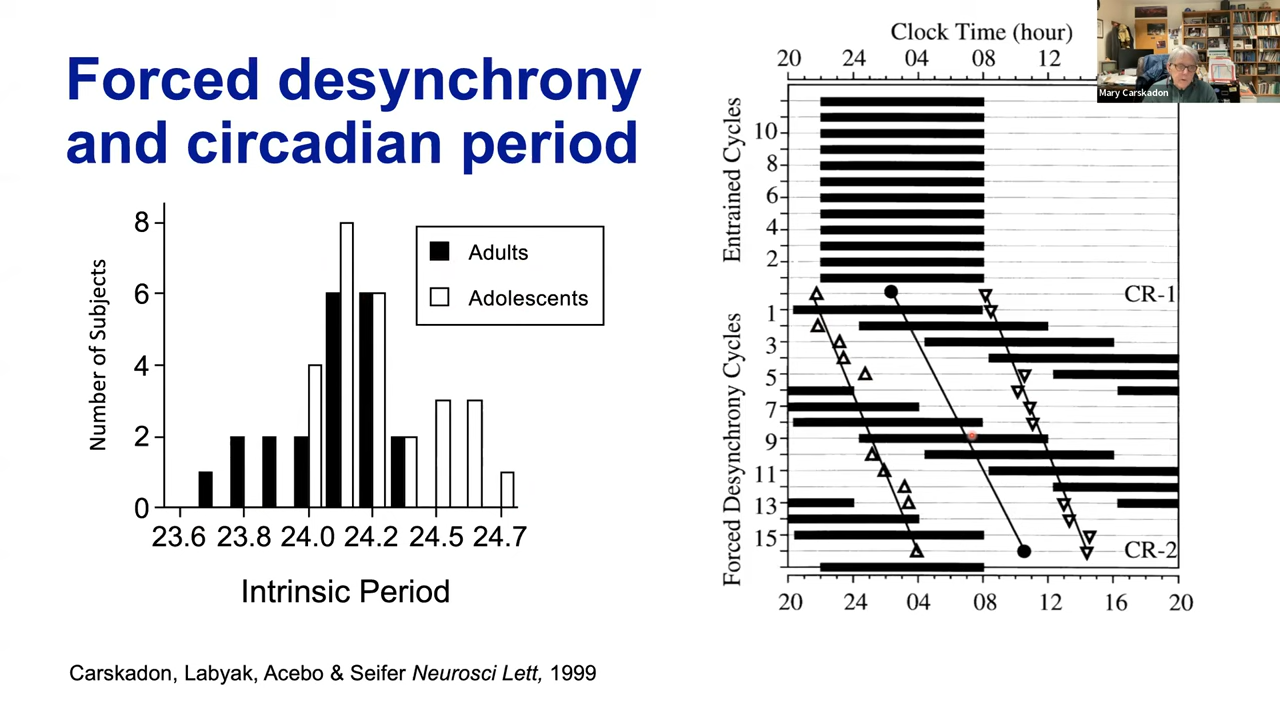 Forced desynchrony
and circadian period
8
6
4
2
0
Number of Subjects
Adults
Adolescents
23.6 23.8 24.0 24.2 24.5 24.7
Intrinsic Period
Carskadon, Labyak, Acebo & Seifer Neurosci Lett, 1999
Clock Time (hour)
20 24 04 08 12
Entrained Cycles
10
8
6
4
2
CR-1
Forced Desynchrony Cycles
1
3
5
7
9
11
13
15
CR-2
20 24 04 08 12 16 20
Mary Carskadon